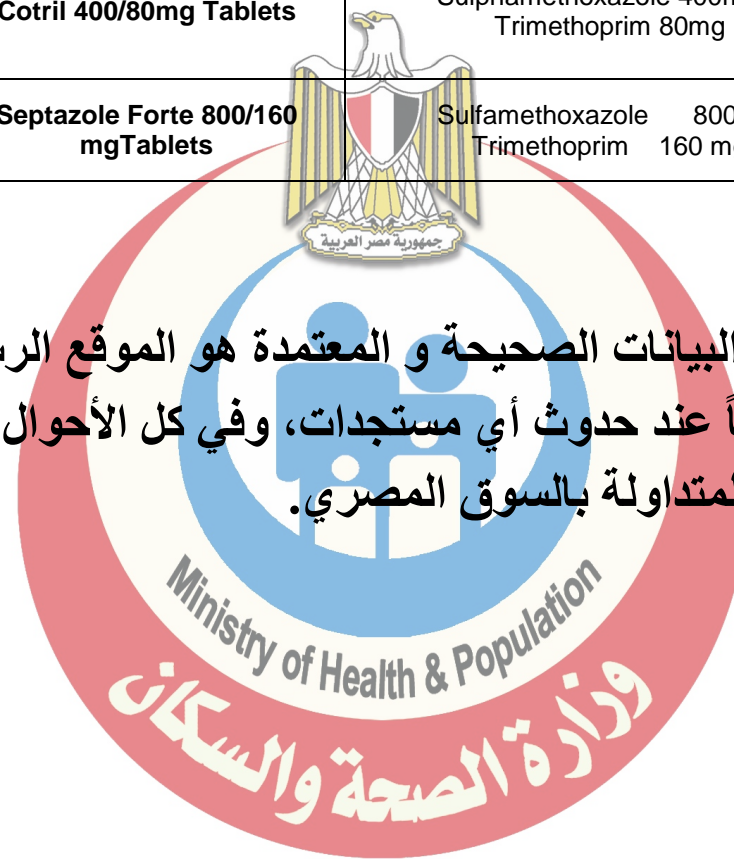 Cotril 400/80mg Tablets
Trimethoprim 80mg
Septazole Forte 800/160
mgTablets
Sulfamethoxazole 800
Trimethoprim 160
جمهورية مصر العربية
البيانات الصحيحة و المعتمدة هو الموقع
عند حدوث أي مستجدات، وفي كل الأحوال
بالسوق المصري.
Ministry of Health & Population
وزارة الصحة والسكان